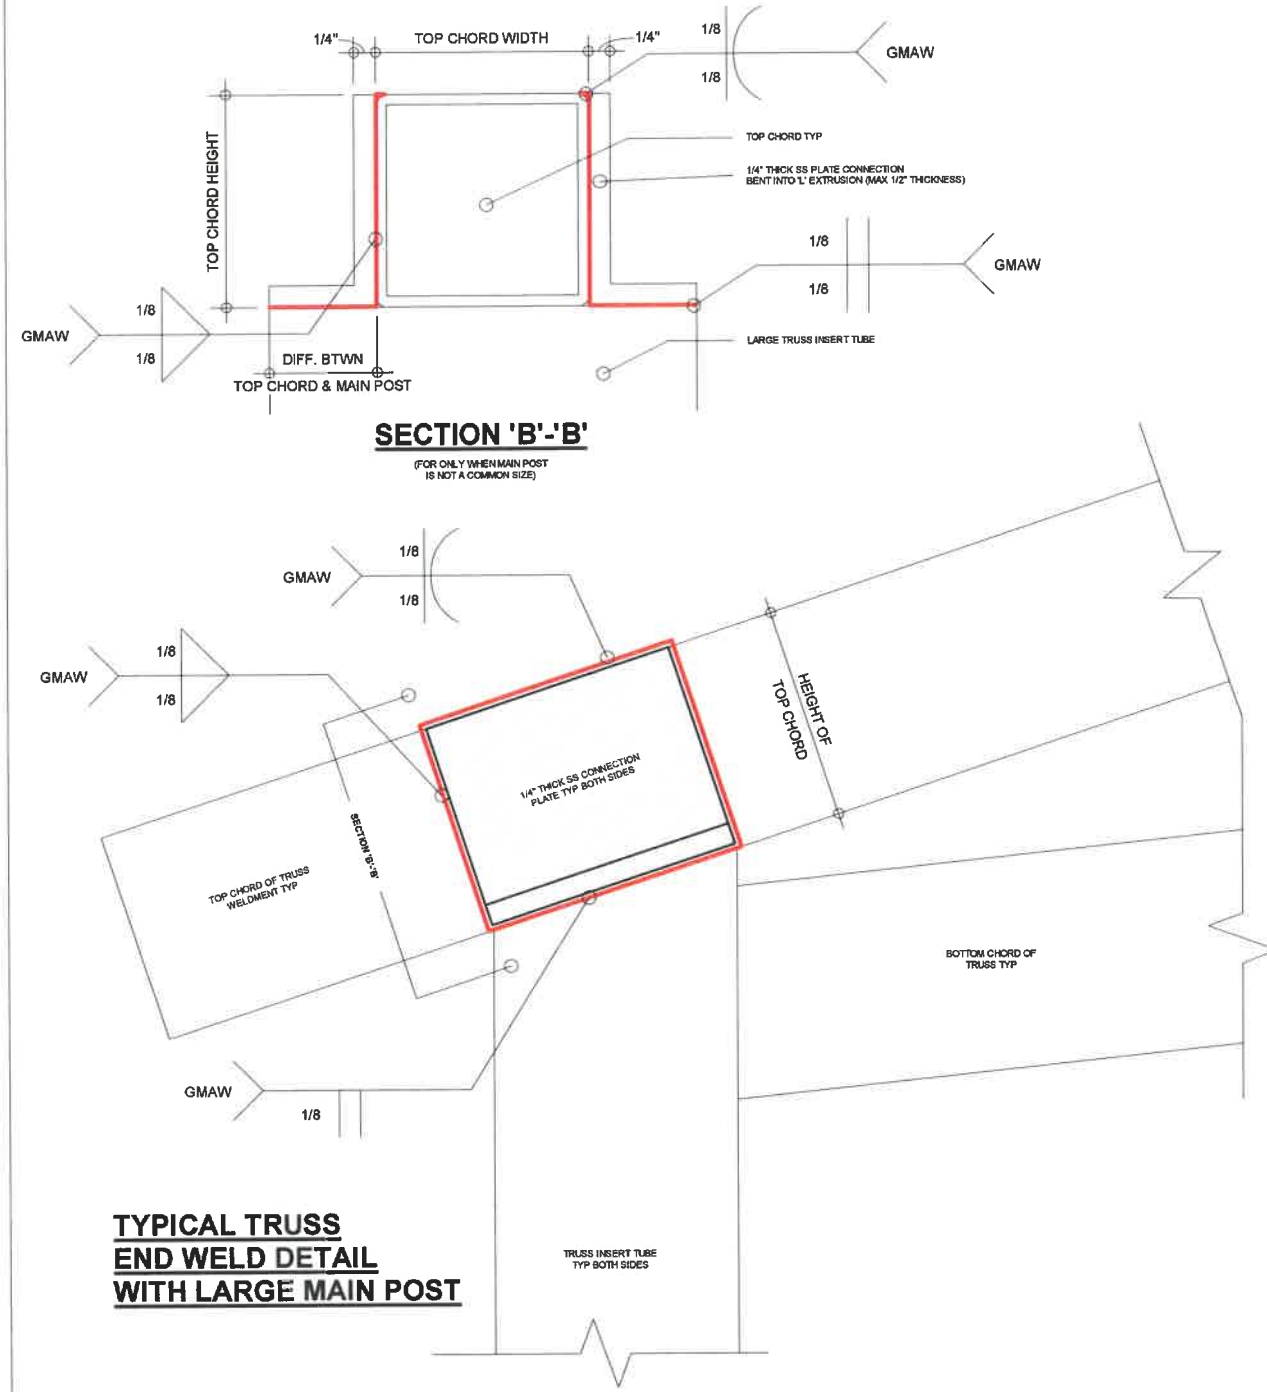 1/4"
TOP CHORD WIDTH
1/4"
1/8
1/8
GMAW
TOP CHORD HEIGHT
TOP CHORD TYP
1/4" THICK SS PLATE CONNECTION
BENT INTO 'L' EXTRUSION (MAX 1/2" THICKNESS)
1/8
1/8
GMAW
GMAW
1/8
1/8
LARGE TRUSS INSERT TUBE
DIFF. BTWN
TOP CHORD & MAIN POST
SECTION 'B'-'B'
(FOR ONLY WHEN MAIN POST
IS NOT A COMMON SIZE)
GMAW
1/8
1/8
GMAW
1/8
1/8
HEIGHT OF
TOP CHORD
1/4" THICK SS CONNECTION
PLATE TYP BOTH SIDES
SECTION 'B'-'B'
TOP CHORD OF TRUSS
WELDMENT TYP
BOTTOM CHORD OF
TRUSS TYP
GMAW
1/8
TYPICAL TRUSS
END WELD DETAIL
WITH LARGE MAIN POST
TRUSS INSERT TUBE
TYP BOTH SIDES